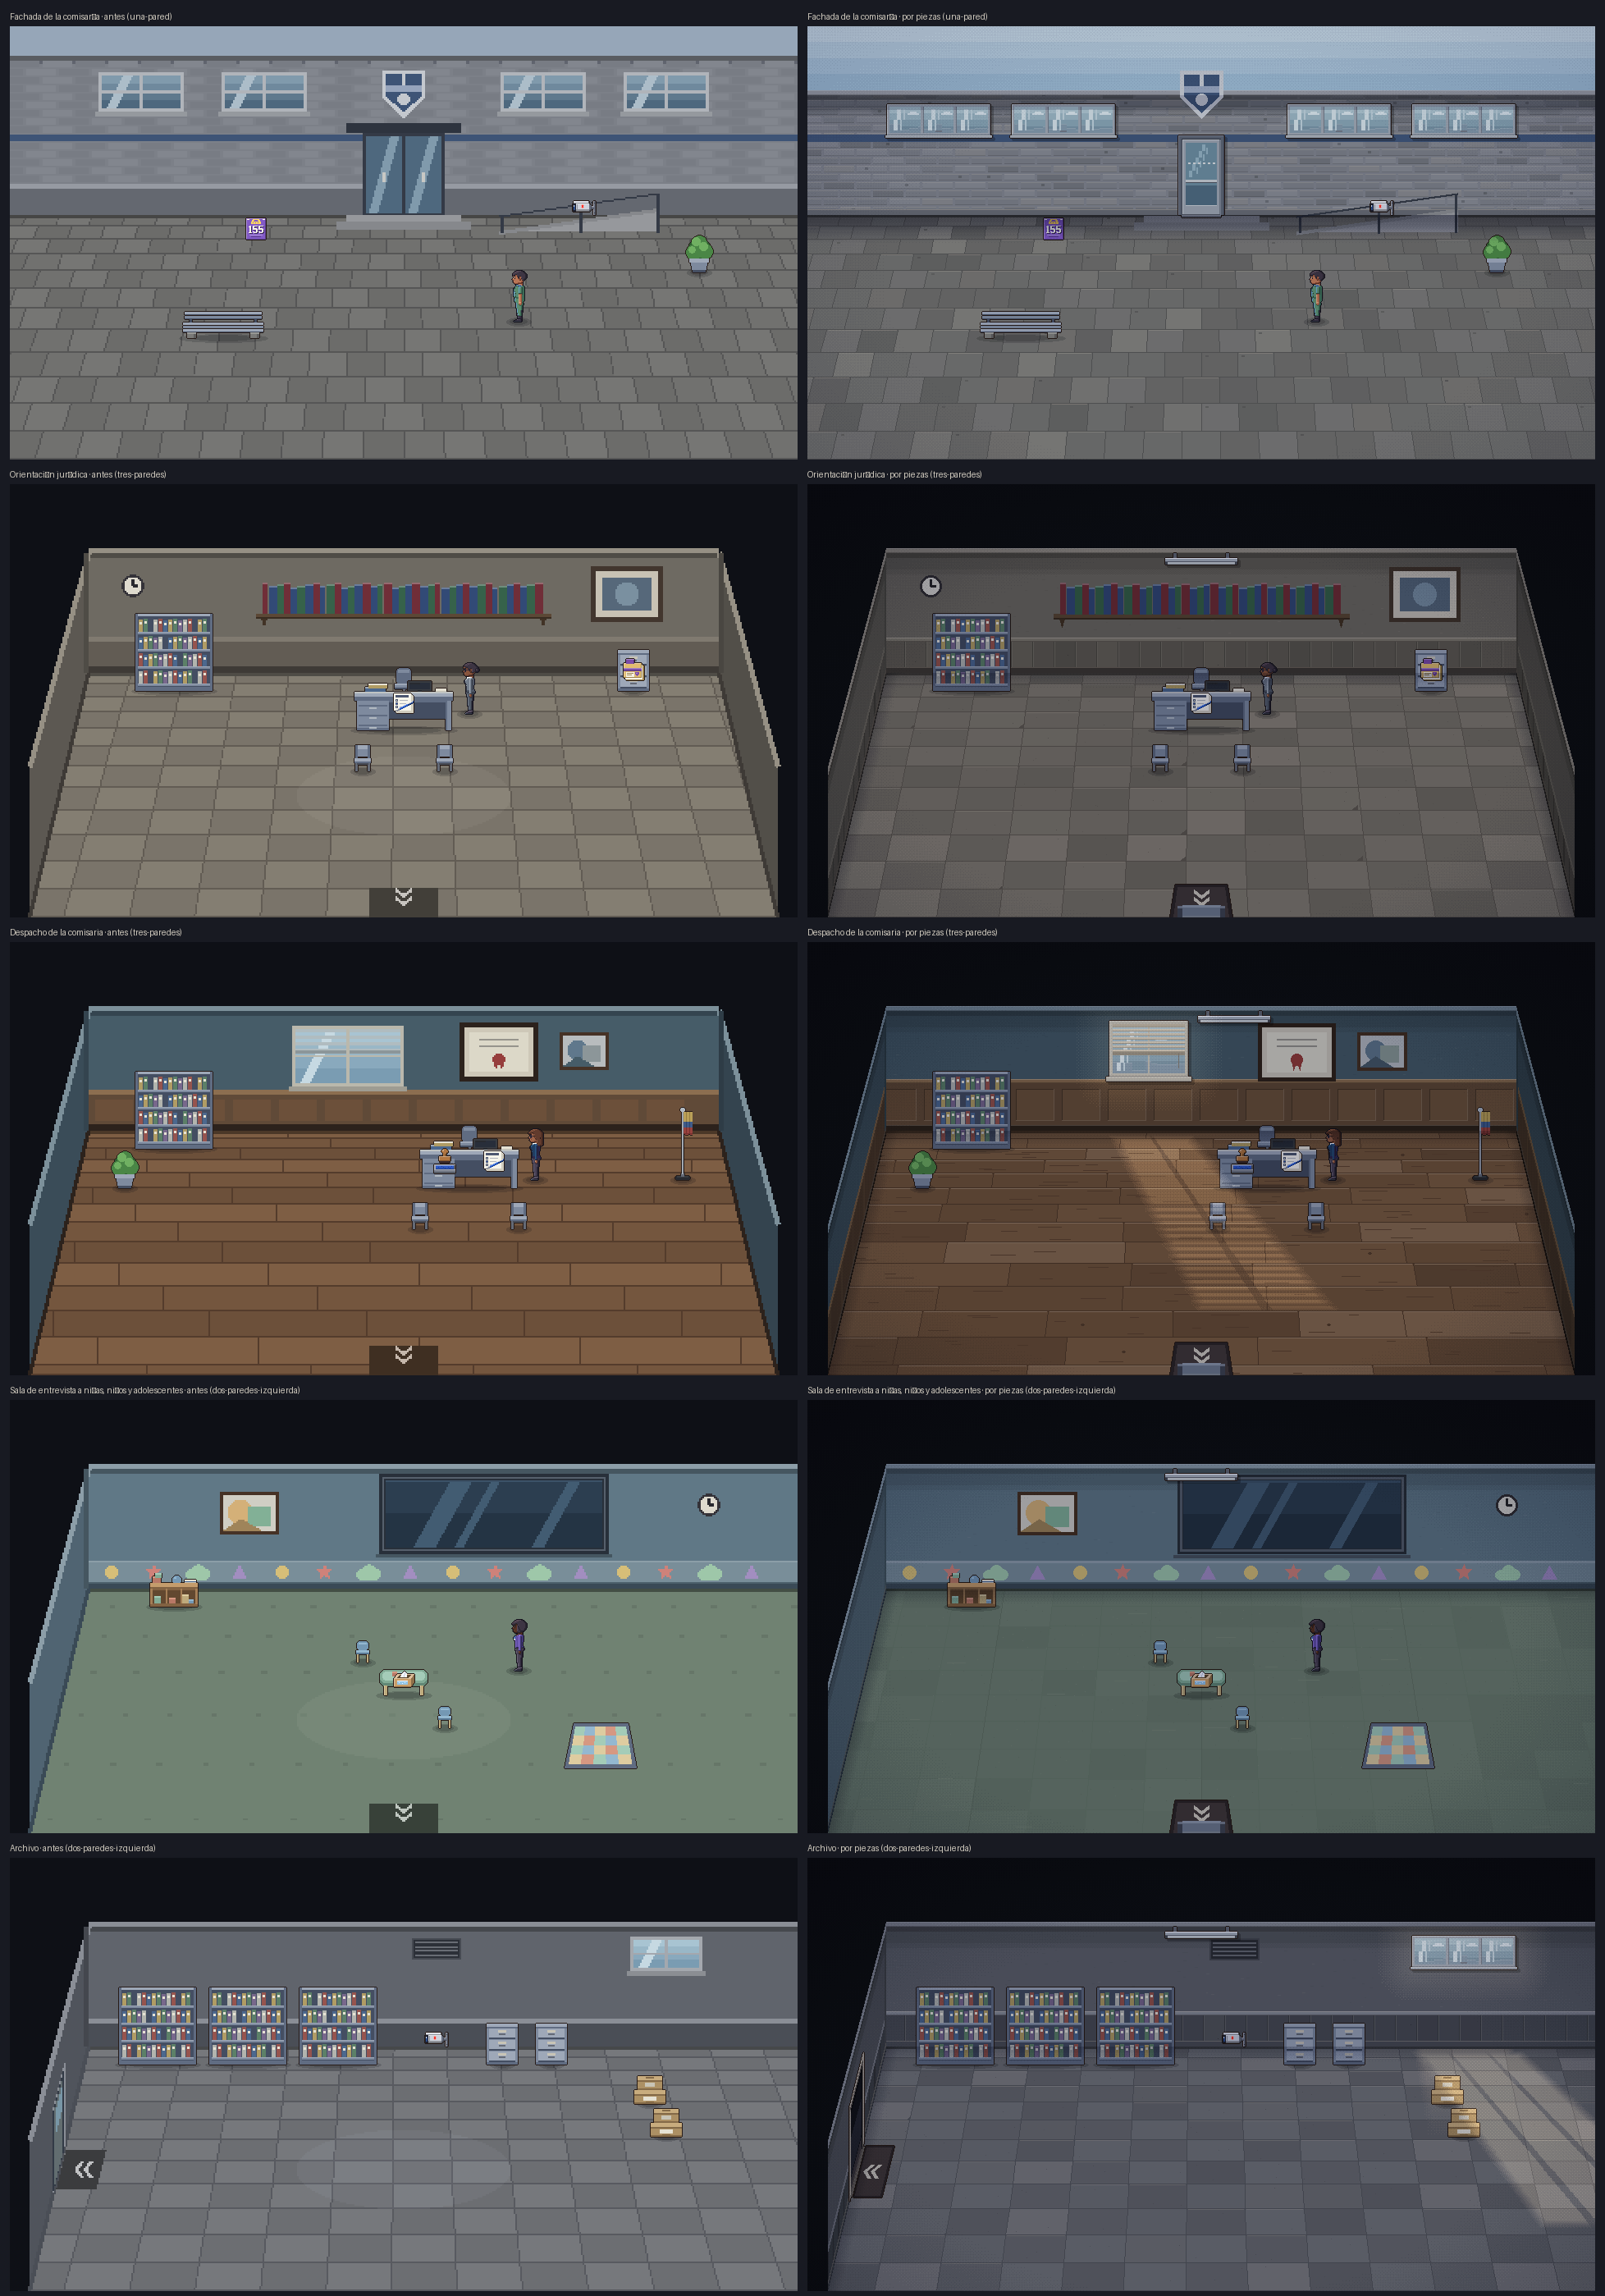 Fachada de la comisaría · antes (una-pared)
Fachada de la comisaría · por piezas (una-pared)
155
155
Orientación jurídica · antes (tres-paredes)
Orientación jurídica · por piezas (tres-paredes)
Despacho de la comisaria · antes (tres-paredes)
Despacho de la comisaria · por piezas (tres-paredes)
Sala de entrevista a niñas, niños y adolescentes · antes (dos-paredes-izquierda)
Sala de entrevista a niñas, niños y adolescentes · por piezas (dos-paredes-izquierda)
Archivo · antes (dos-paredes-izquierda)
Archivo · por piezas (dos-paredes-izquierda)